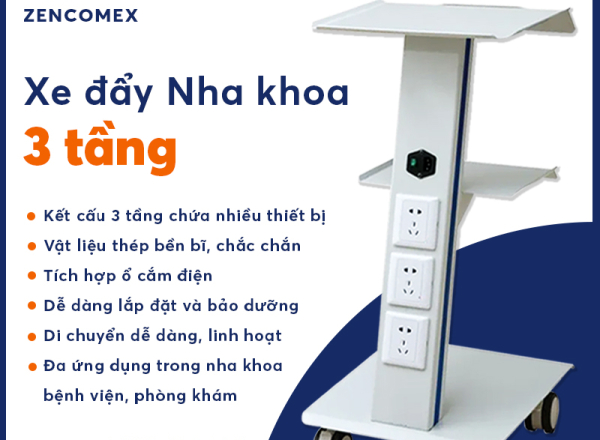 ZENCOMEX
Xe đẩy Nha khoa
3 tầng
Kết cấu 3 tầng chứa nhiều thiết bị
Vật liệu thép bền bĩ, chắc chắn
Tích hợp ổ cắm điện
Dễ dàng lắp đặt và bảo dưỡng
Di chuyển dễ dàng, linh hoạt
Đa ứng dụng trong nha khoa
bệnh viện, phòng khám